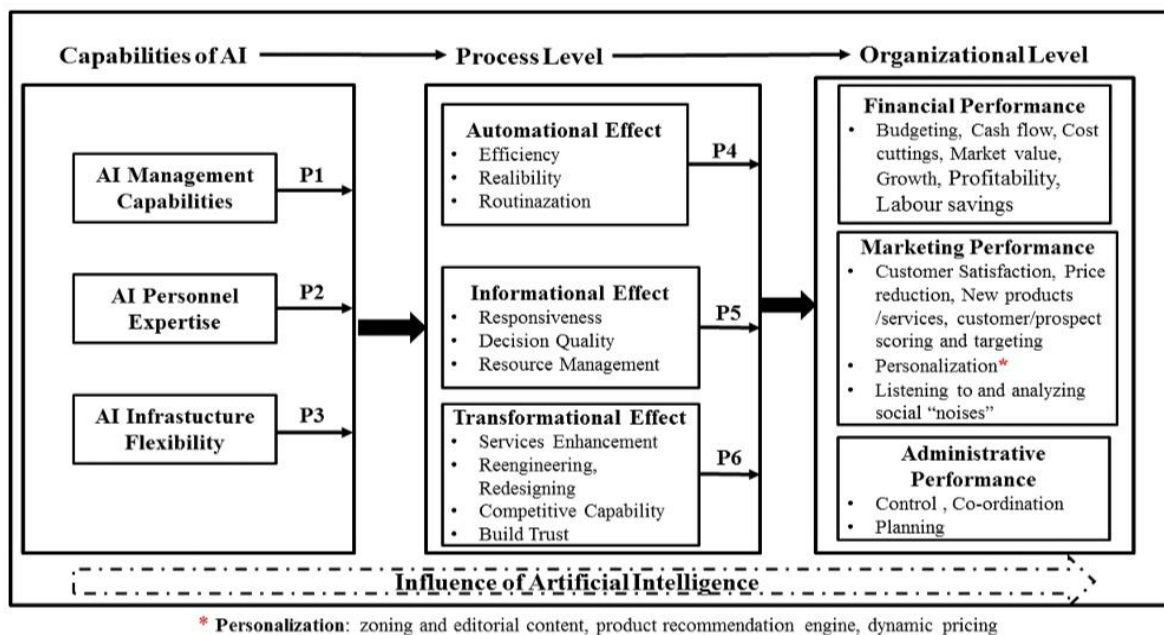 Capabilities of AI
Process Level
Organizational Level
AI Management
Capabilities
P1
AI Personnel
Expertise
P2
AI Infrastucture
Flexibility
P3
Automational Effect
• Efficiency
• Realibility
• Routinazation
P4
Informational Effect
• Responsiveness
• Decision Quality
• Resource Management
P5
Transformational Effect
• Services Enhancement
• Reengineering,
Redesigning
• Competitive Capability
• Build Trust
P6
Financial Performance
• Budgeting, Cash flow, Cost
cuttings, Market value,
Growth, Profitability,
Labour savings
Marketing Performance
• Customer Satisfaction, Price
reduction, New products
/services, customer/prospect
scoring and targeting
• Personalization*
• Listening to and analyzing
social “noises”
Administrative
Performance
• Control , Co-ordination
• Planning
Influence of Artificial Intelligence
* Personalization: zoning and editorial content, product recommendation engine, dynamic pricing